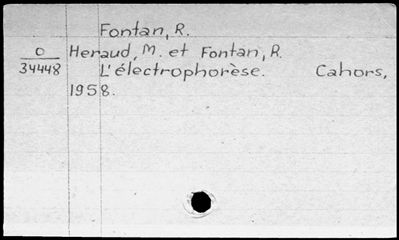 Fontan, R.
O Heraud, M. et Fontan, R.
34448 L'électrophorèse. Cahors,
1958.